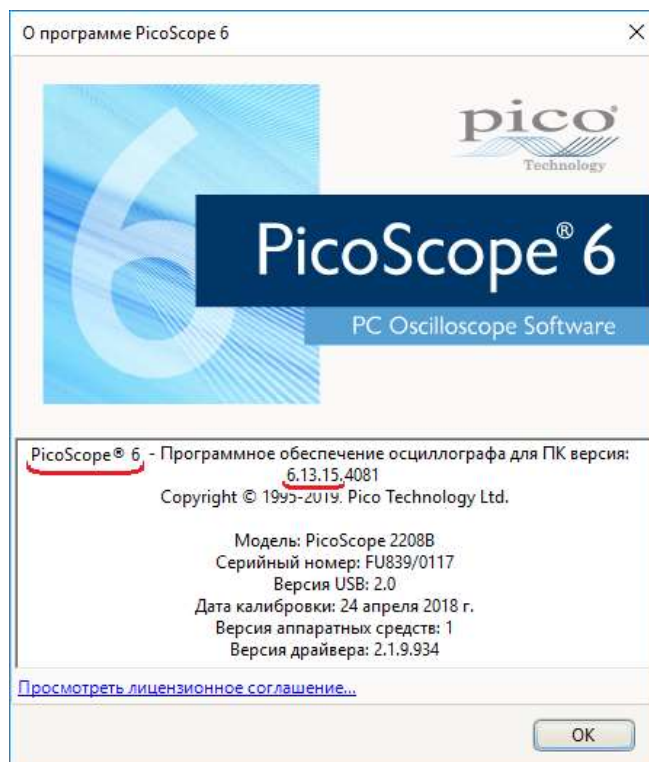 О программе PicoScope 6
6
pico
Technology
PicoScope® 6
PC Oscilloscope Software
PicoScope® 6, - Программное обеспечение осциллографа для ПК версия:
6.13.15.4081
Copyright © 1995-2019. Pico Technology Ltd.
Модель: PicoScope 2208B
Серийный номер: FU839/0117
Версия USB: 2.0
Дата калибровки: 24 апреля 2018 г.
Версия аппаратных средств: 1
Версия драйвера: 2.1.9.934
Просмотреть лицензионное соглашение...
OK